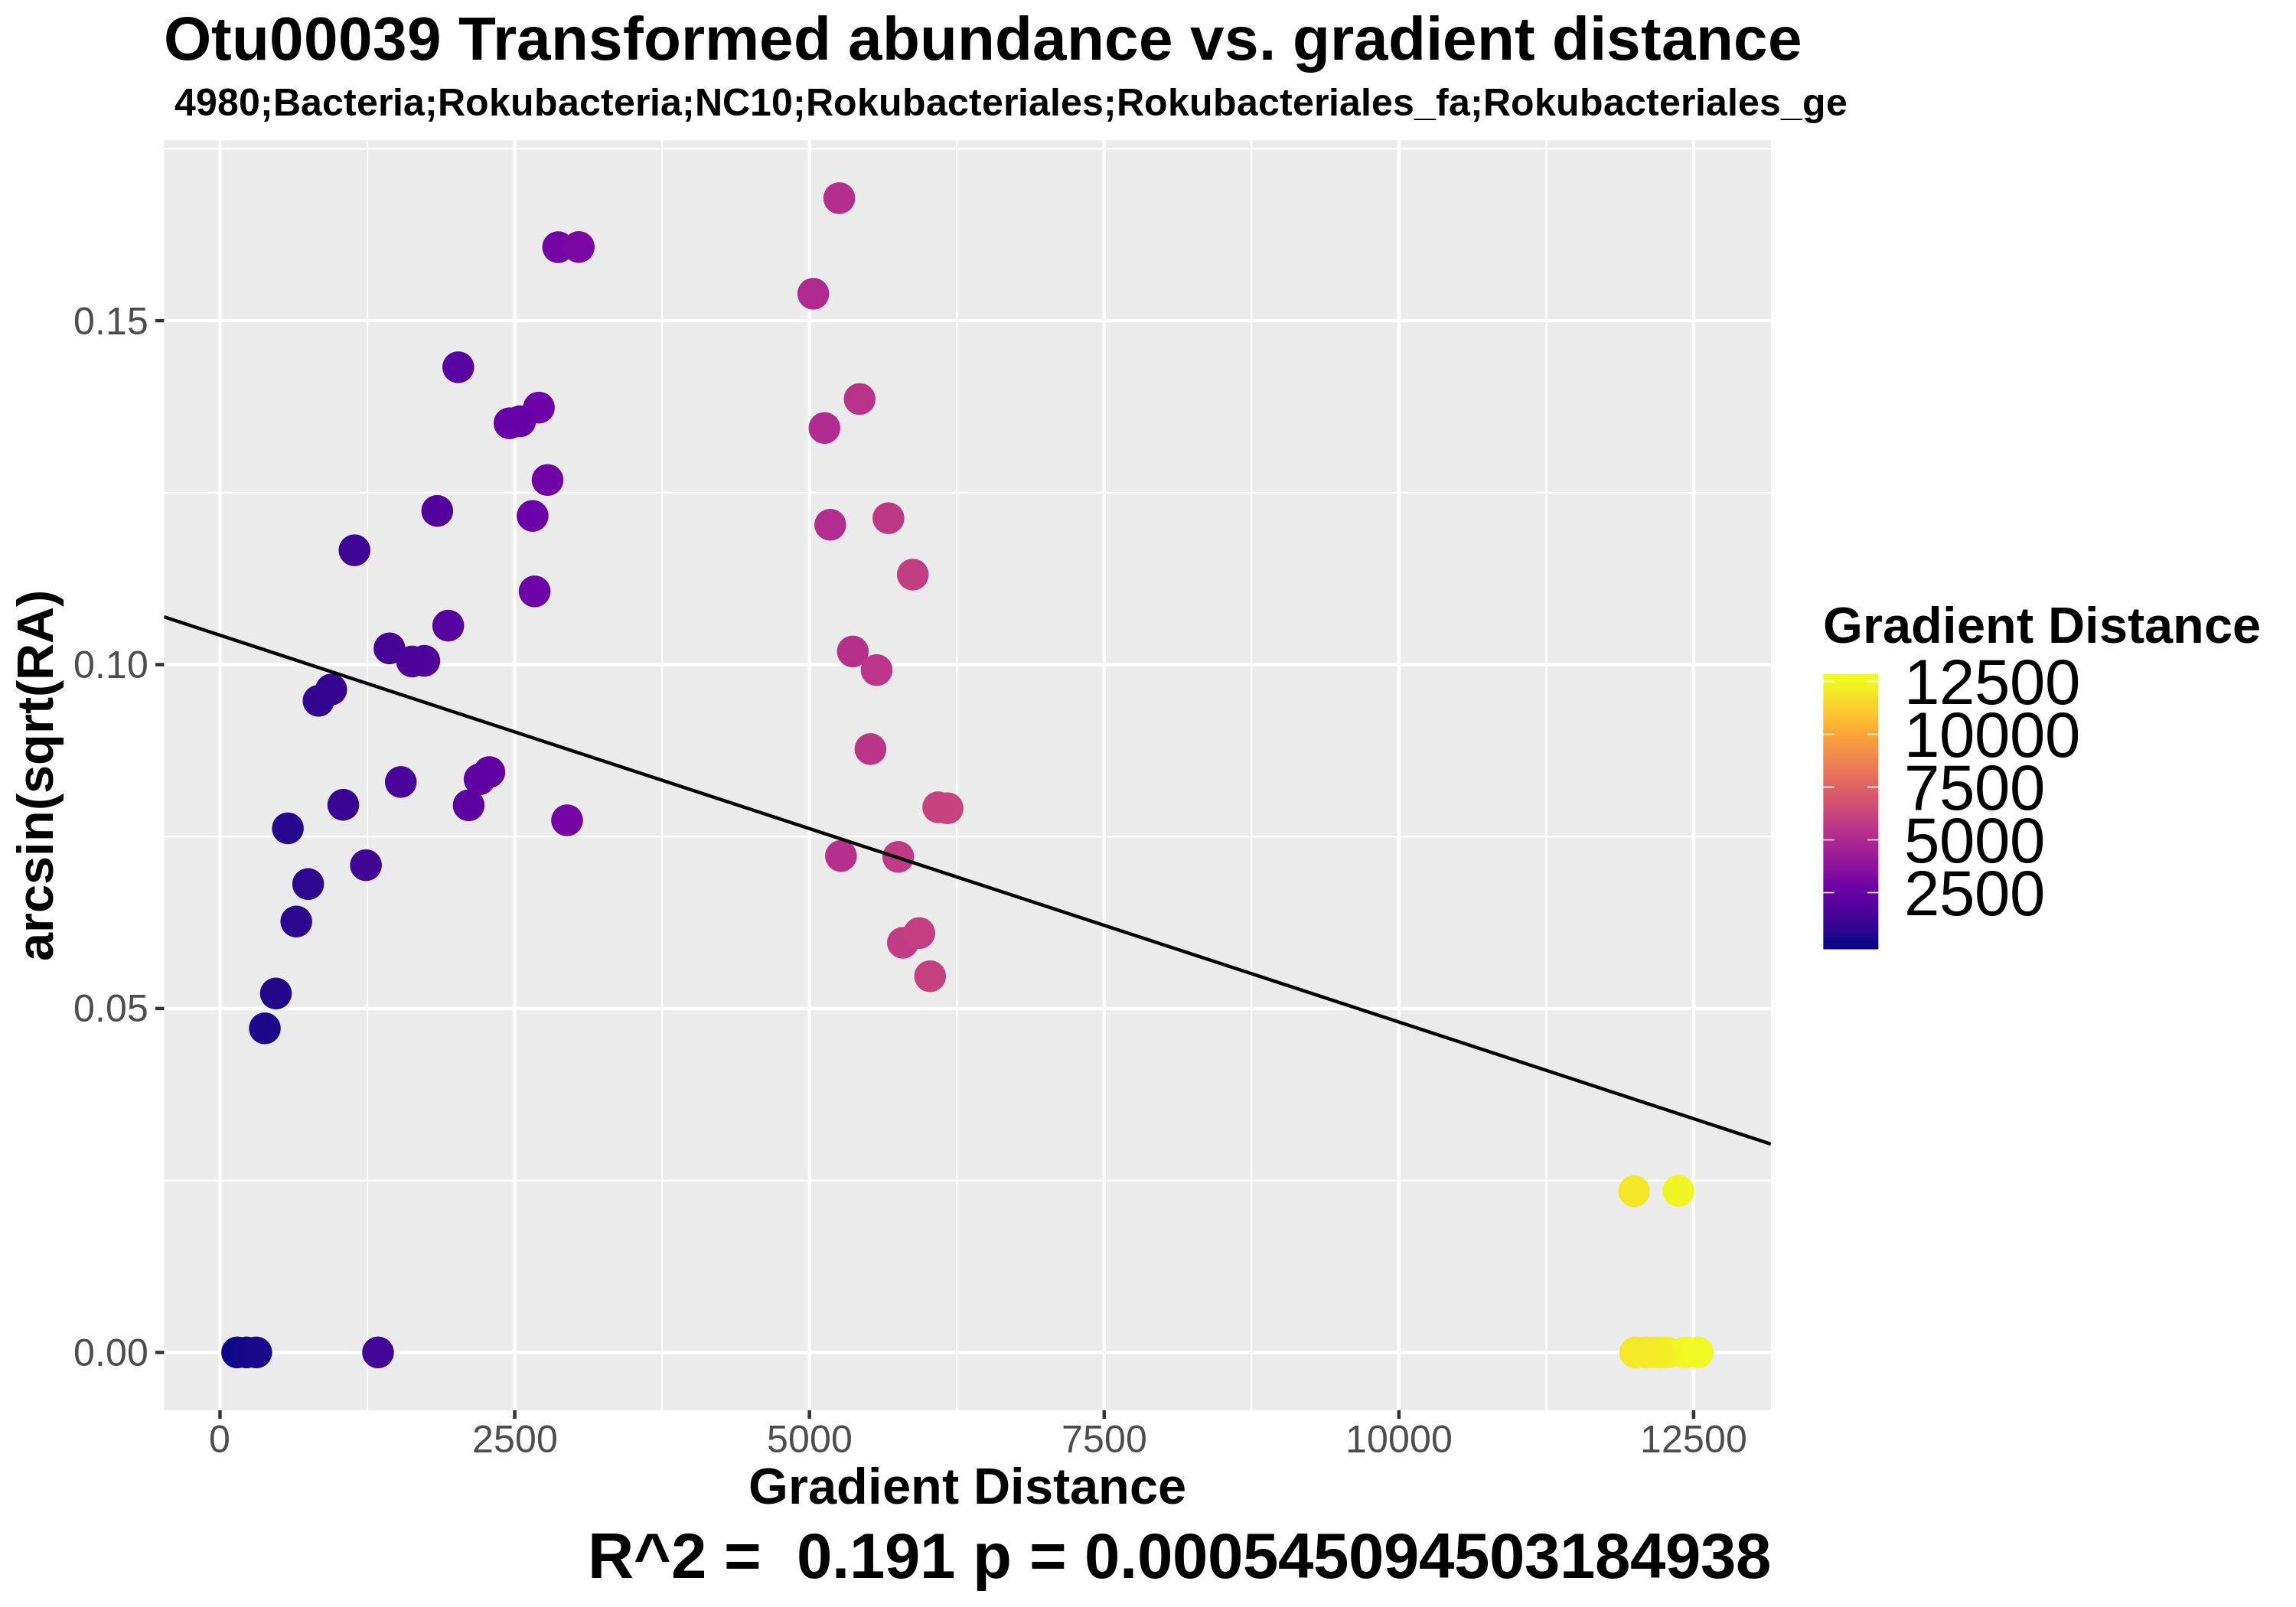 Otu00039 Transformed abundance vs. gradient distance
4980;Bacteria;Rokubacteria;NC10;Rokubacteriales;Rokubacteriales_fa;Rokubacteriales_ge
arcsin(sqrt(RA)
0.15
0.10
0.05
0.00
0 2500 5000 7500 10000 12500
Gradient Distance
R^2 =  0.191 p = 0.000545094503184938
Gradient Distance
12500
10000
7500
5000
2500